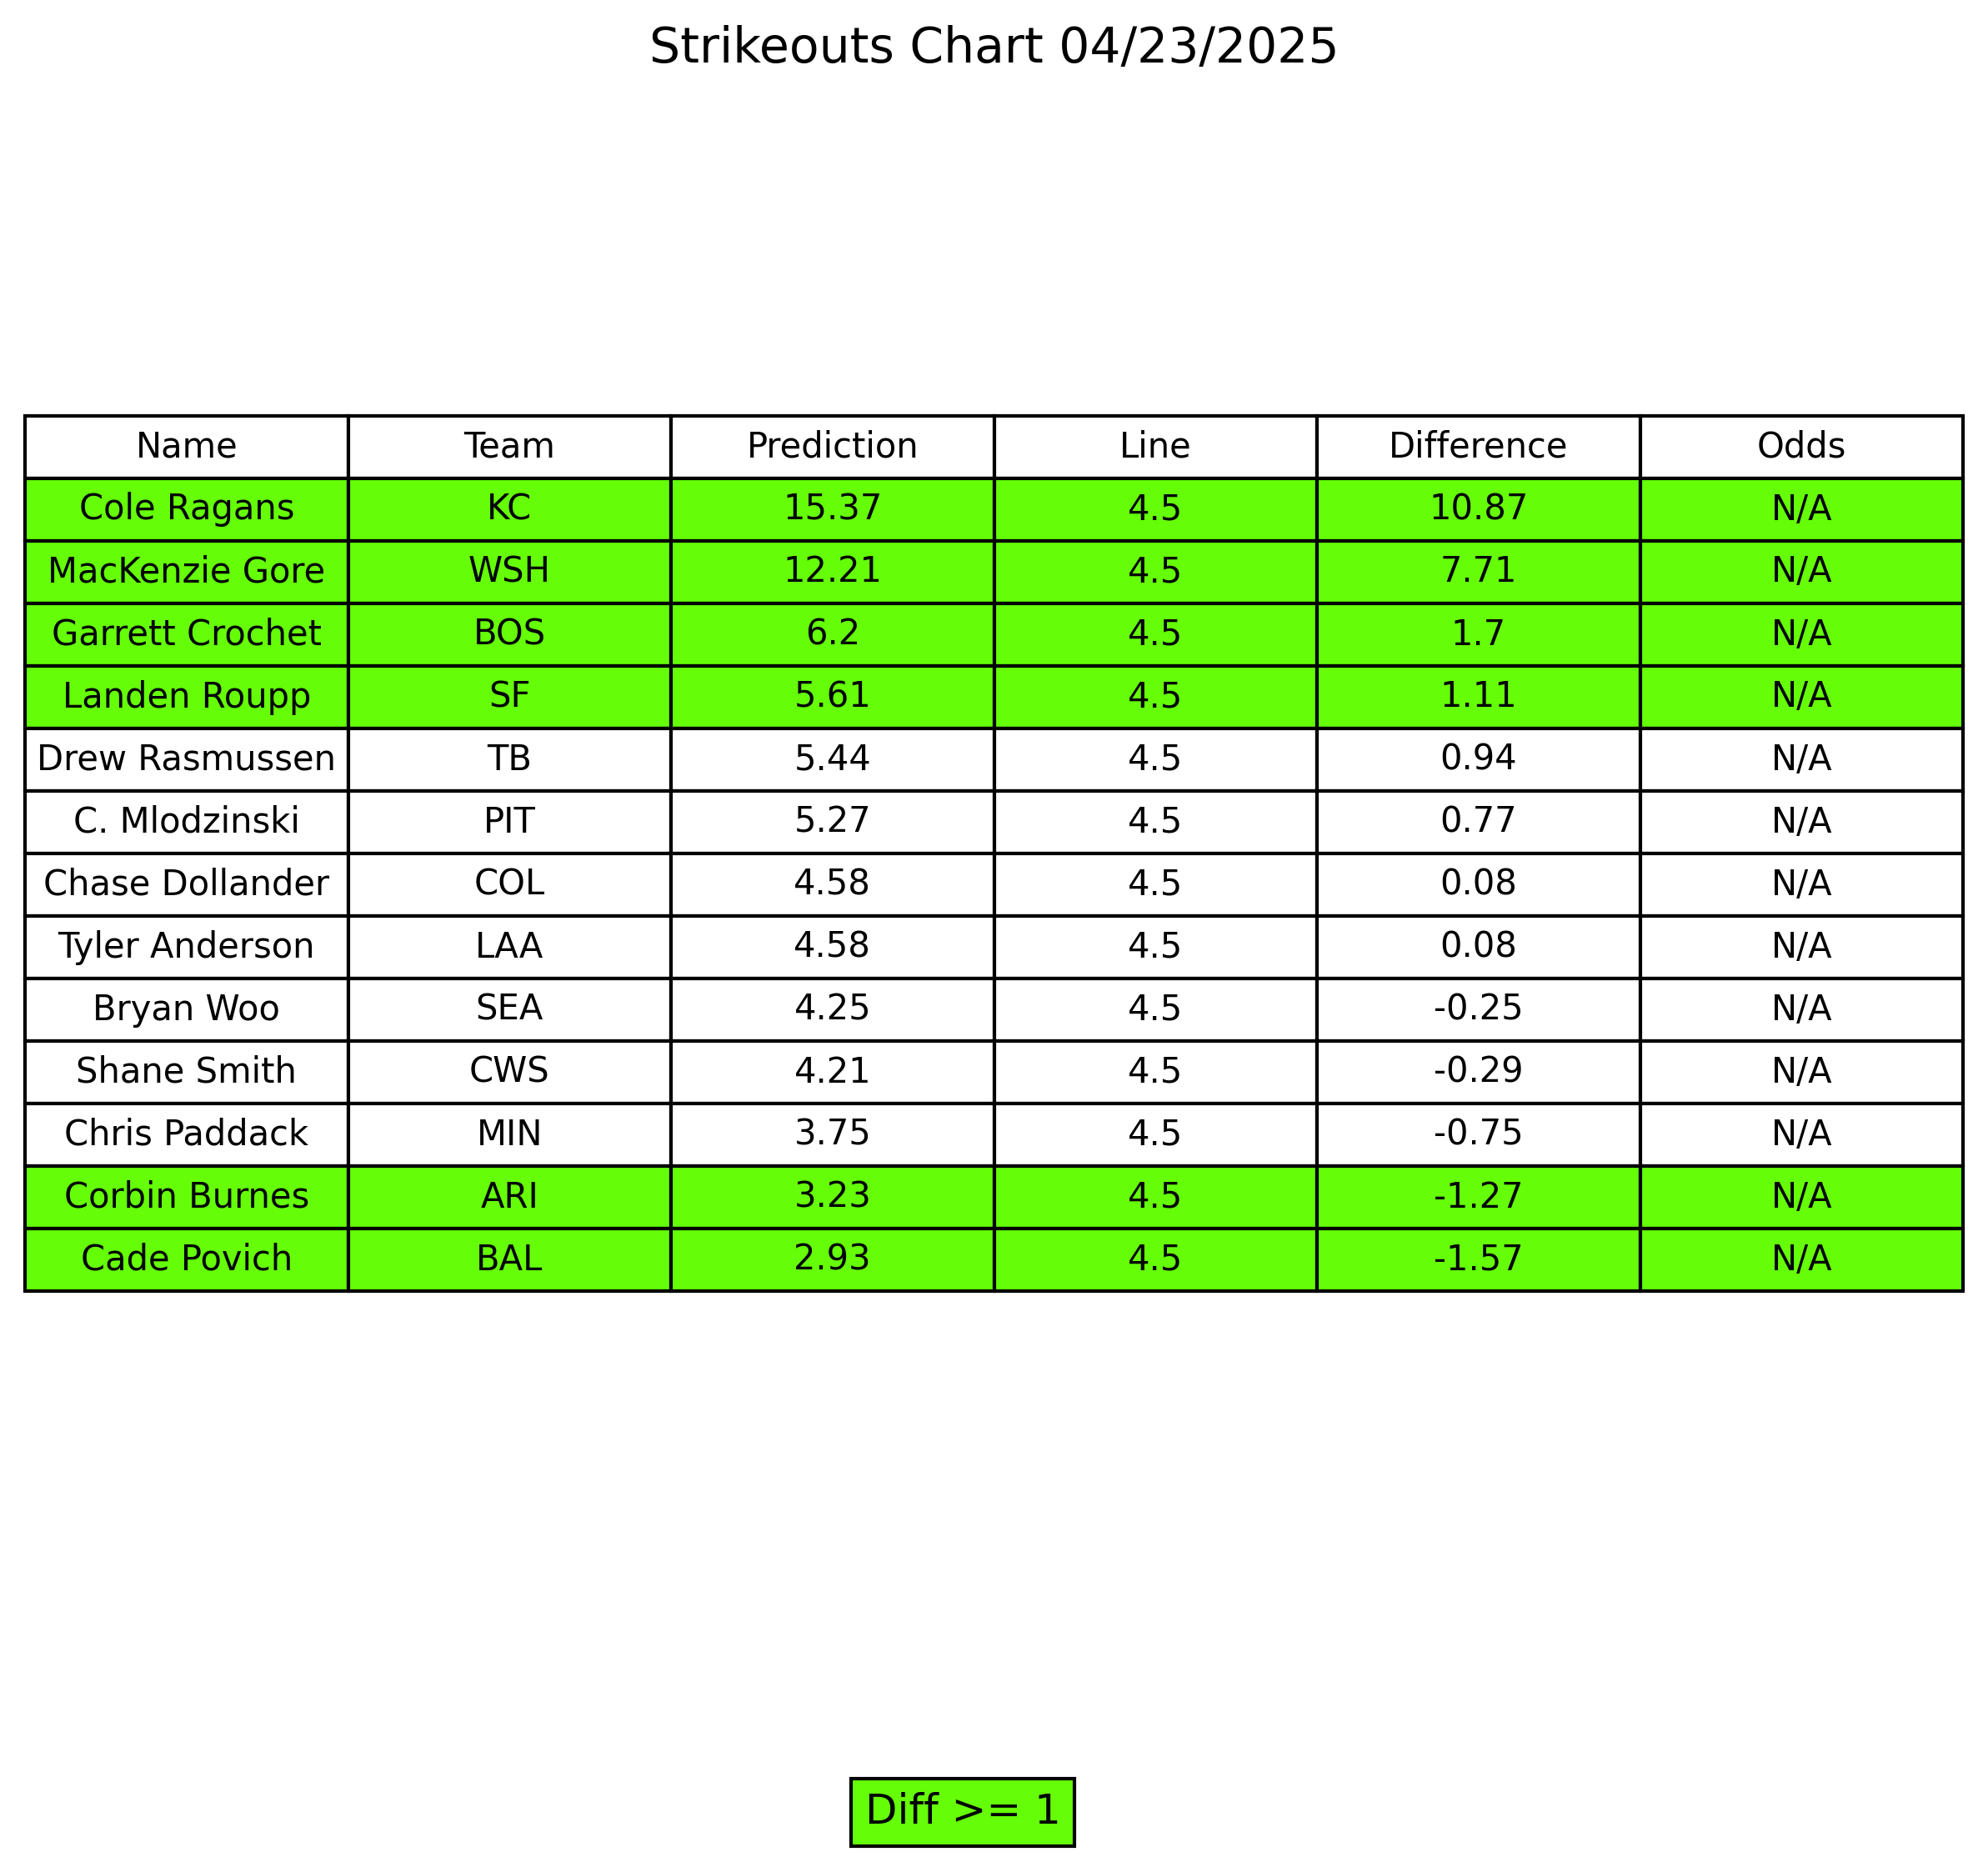 Strikeouts Chart 04/23/2025
Name Team Prediction Line Difference Odds
Cole Ragans KC 15.37 4.5 10.87 N/A
MacKenzie Gore WSH 12.21 4.5 7.71 N/A
Garrett Crochet BOS 6.2 4.5 1.7 N/A
Landen Roupp SF 5.61 4.5 1.11 N/A
Drew Rasmussen TB 5.44 4.5 0.94 N/A
C. Mlodzinski PIT 5.27 4.5 0.77 N/A
Chase Dollander COL 4.58 4.5 0.08 N/A
Tyler Anderson LAA 4.58 4.5 0.08 N/A
Bryan Woo SEA 4.25 4.5 -0.25 N/A
Shane Smith CWS 4.21 4.5 -0.29 N/A
Chris Paddack MIN 3.75 4.5 -0.75 N/A
Corbin Burnes ARI 3.23 4.5 -1.27 N/A
Cade Povich BAL 2.93 4.5 -1.57 N/A
Diff >= 1